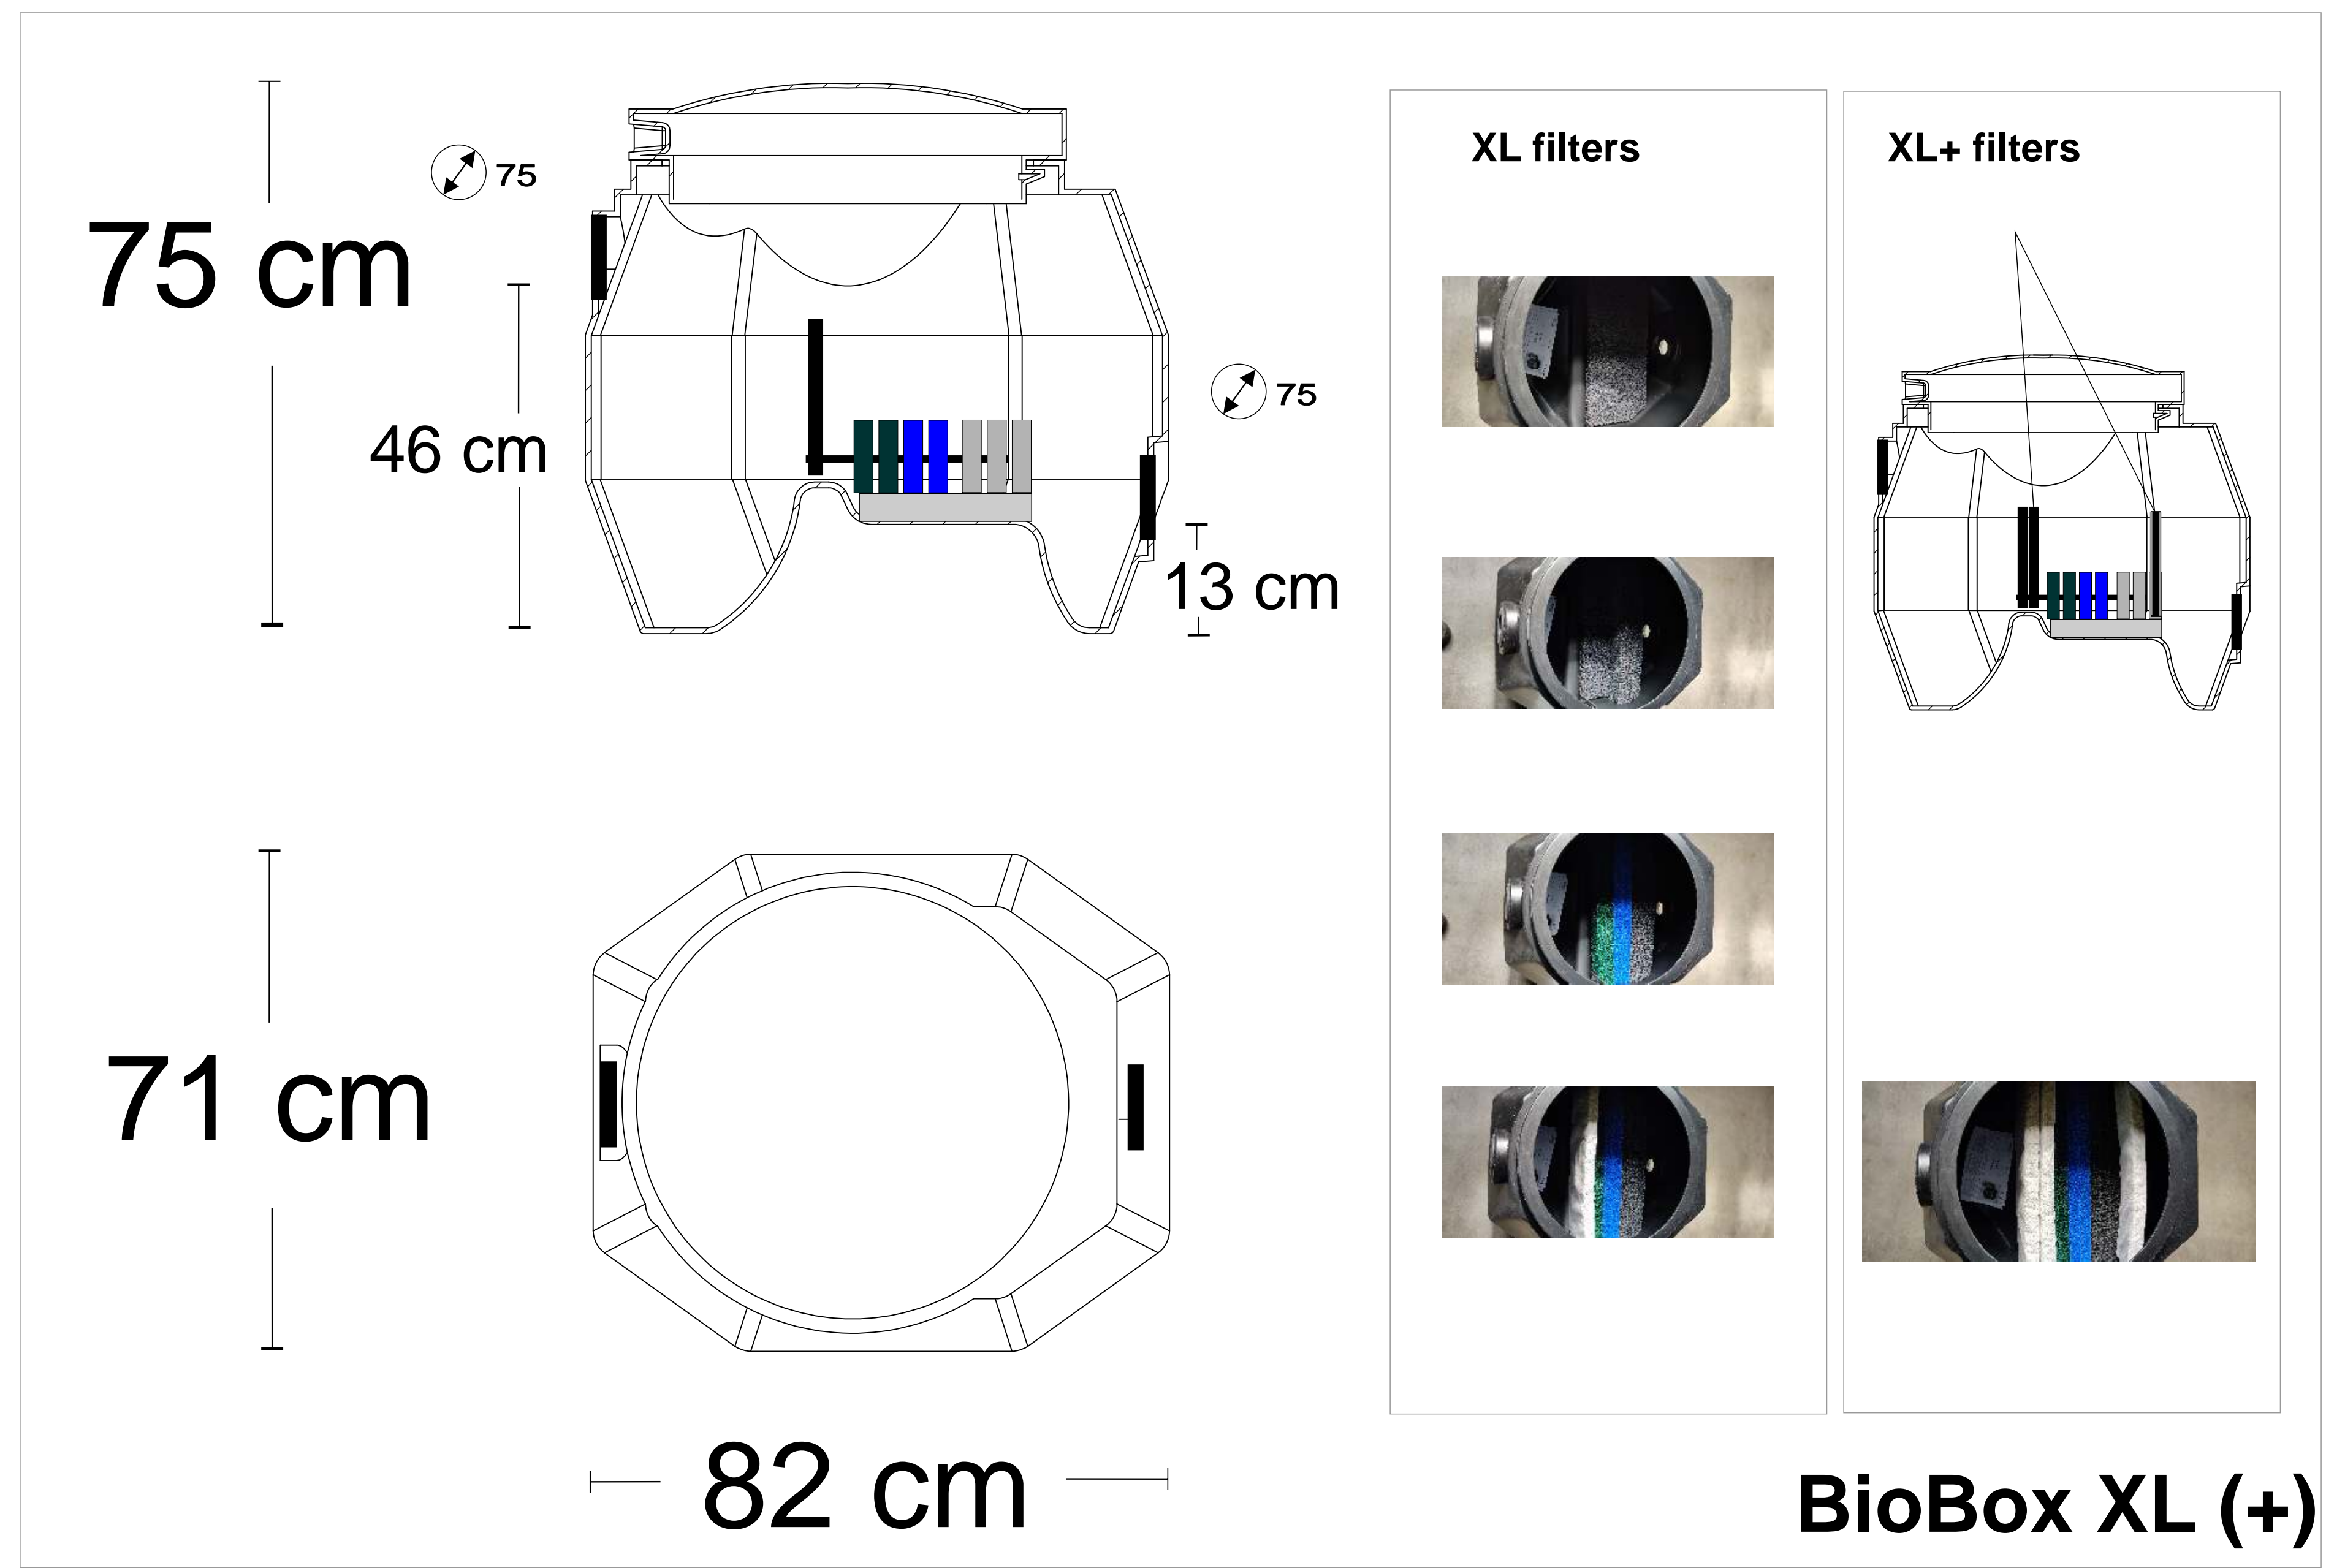 75
75 cm
46 cm
75
13 cm
71 cm
82 cm
XL filters
XL+ filters
BioBox XL (+)